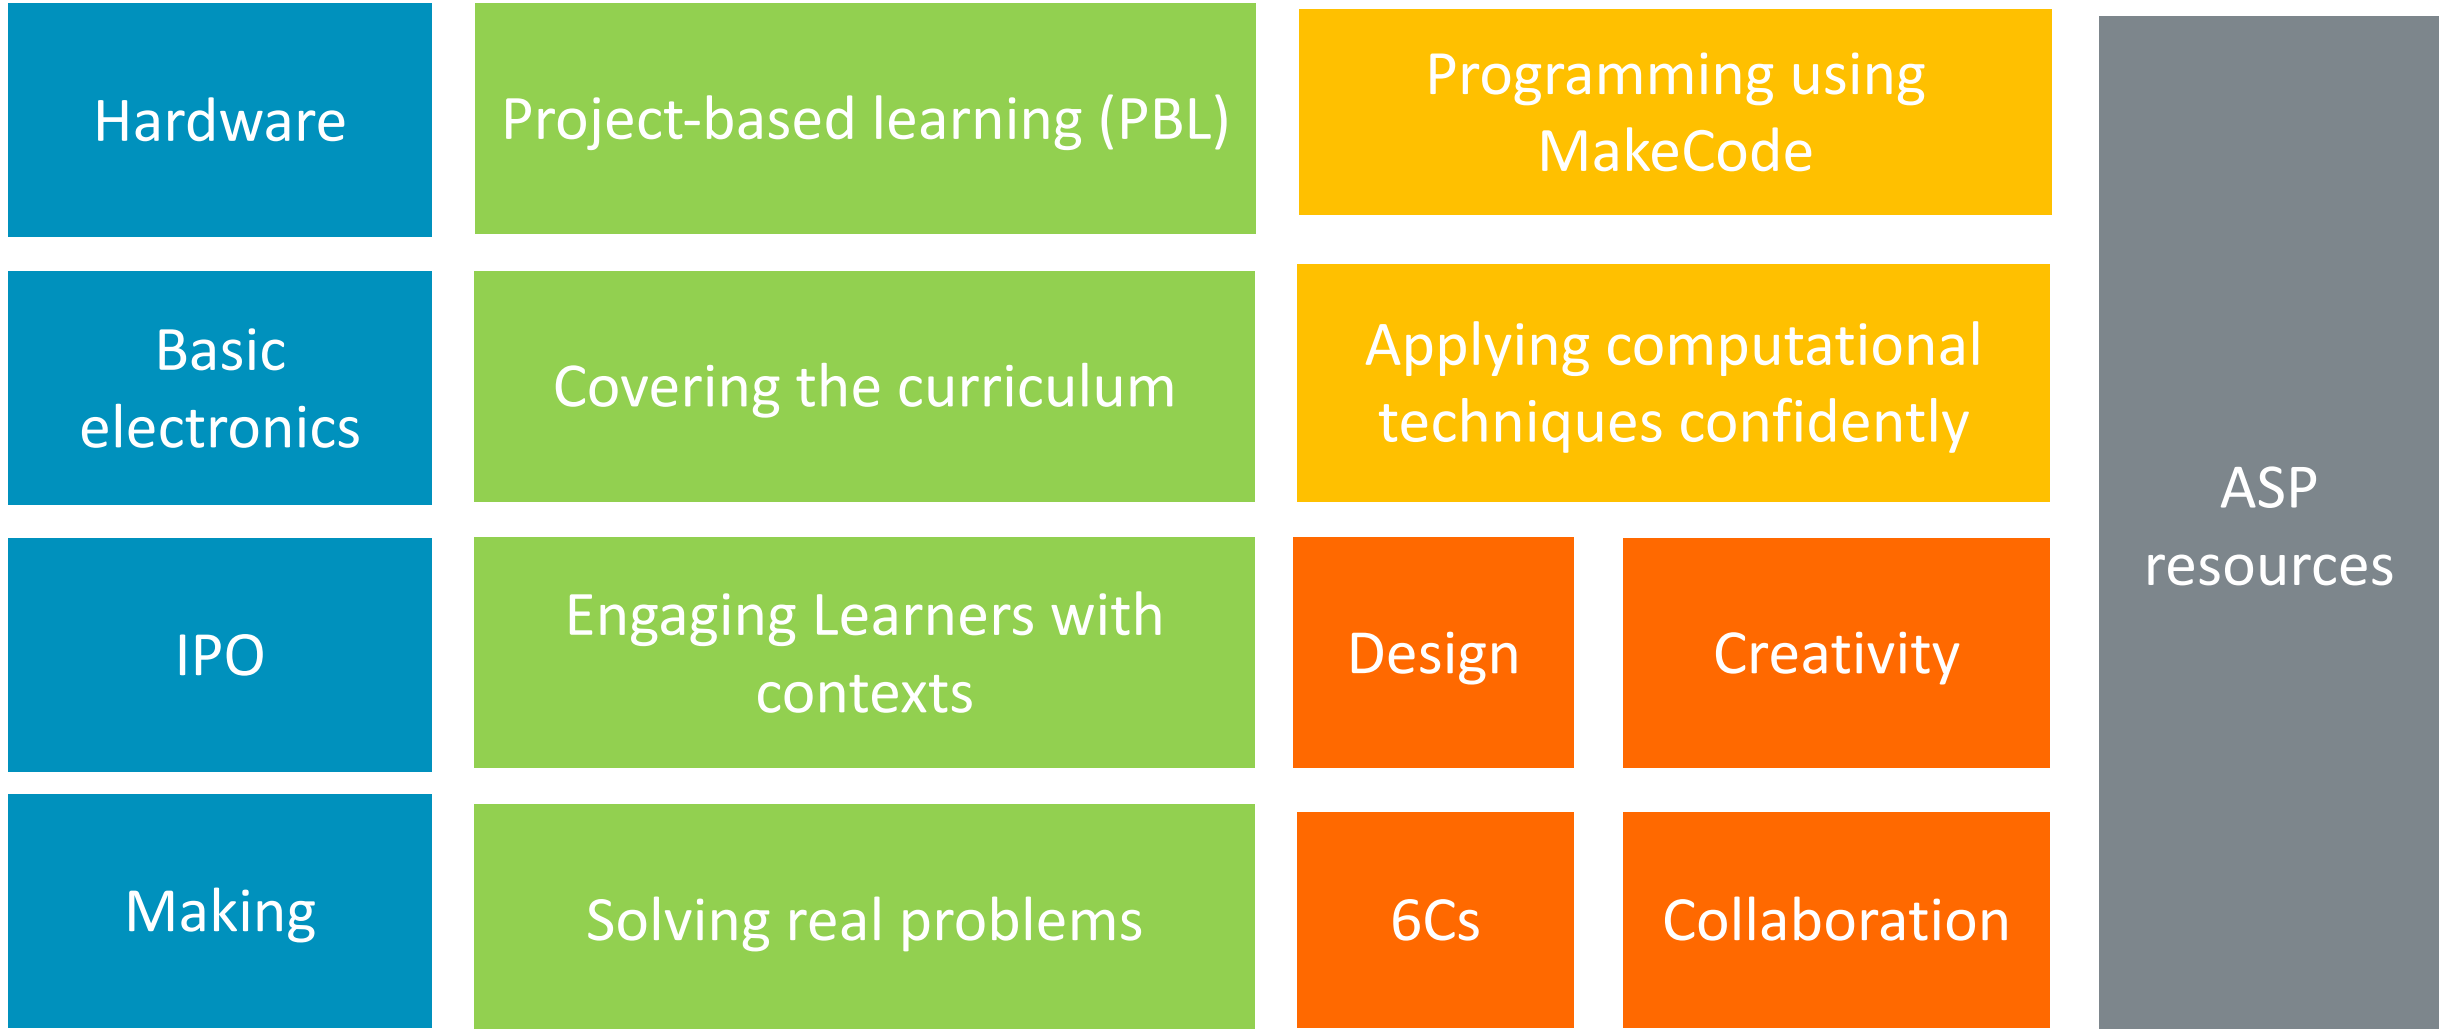 Hardware
Project-based learning (PBL)
Programming using
MakeCode
Basic
electronics
Covering the curriculum
Applying computational
techniques confidently
ASP
resources
IPO
Engaging Learners with
contexts
Design
Creativity
Making
Solving real problems
6Cs
Collaboration